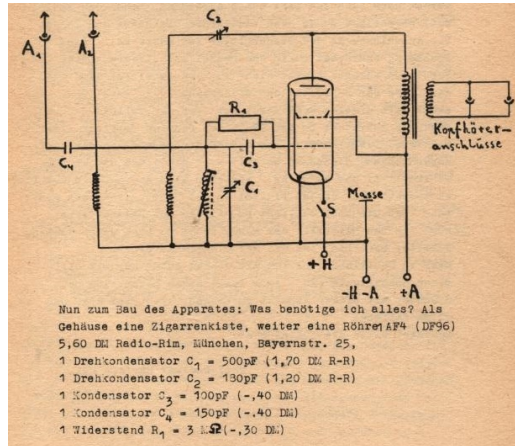 C₂
A₁ A₂
R₁
C₄ C₃
C₁
Kopfhörer-
anschlüsse
Masse
S
+H
-H -A +A
Nun zum Bau des Apparates: Was benötige ich alles? Als
Gehäuse eine Zigarrenkiste, weiter eine Röhre 1AF4 (DF96)
5,60 DM Radio-Rim, München, Bayernstr. 25,
1 Drehkondensator C₁ = 500pF (1,70 DM R-R)
1 Drehkondensator C₂ = 180pF (1,20 DM R-R)
1 Kondensator C₃ = 100pF (-,40 DM)
1 Kondensator C₄ = 150pF (-.40 DM)
1 Widerstand R₁ = 3 MΩ (-,30 DM)